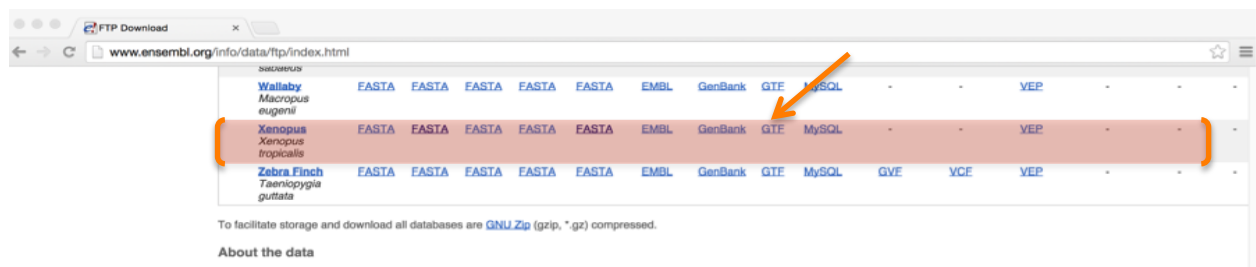 FTP Download
www.ensembl.org/info/data/ftp/index.html
sabaeus
Wallaby FASTA FASTA FASTA FASTA FASTA EMBL GenBank GTF MySQL - - VEP - - -
Macropus
eugenii
Xenopus FASTA FASTA FASTA FASTA FASTA EMBL GenBank GTF MySQL - - VEP - - -
Xenopus
tropicalis
Zebra Finch FASTA FASTA FASTA FASTA FASTA EMBL GenBank GTF MySQL GVF VCF VEP - - -
Taeniopygia
guttata
To facilitate storage and download all databases are GNU Zip (gzip, *.gz) compressed.
About the data